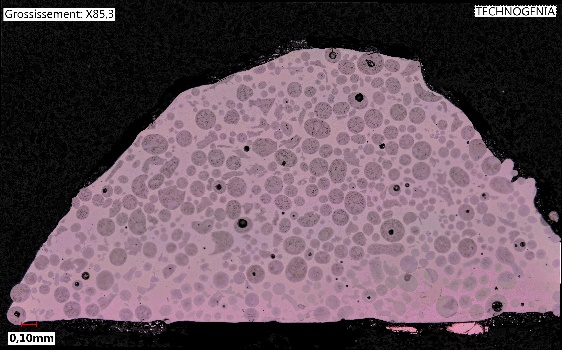 Grossissement: X85,3
TECHNOGENIA
0,10mm